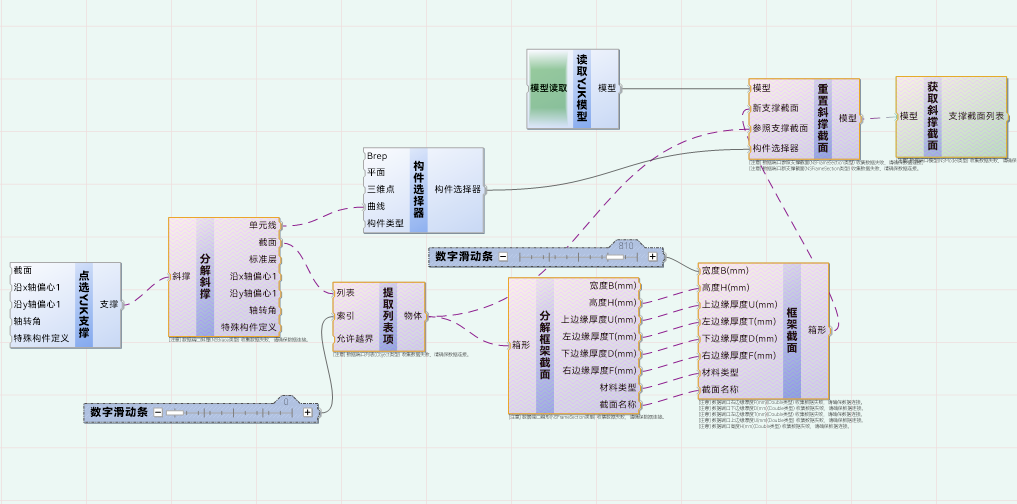 模型读取
读取YJK模型
模型
模型
新支撑截面
参照支撑截面
构件选择器
重置斜撑截面
模型
模型
获取斜撑截面
支撑截面列表
Brep
平面
三维点
曲线
构件类型
构件选择器
构件选择器
斜撑
分解斜撑
单元线
截面
标准层
沿x轴偏心1
沿y轴偏心1
轴转角
特殊构件定义
截面
沿x轴偏心1
沿y轴偏心1
轴转角
特殊构件定义
点选YJK支撑
支撑
数字滑动条
810
列表
索引
允许越界
提取列表项
物体
箱形
分解框架截面
宽度B(mm)
高度H(mm)
上边缘厚度U(mm)
左边缘厚度T(mm)
下边缘厚度D(mm)
右边缘厚度F(mm)
材料类型
截面名称
宽度B(mm)
高度H(mm)
上边缘厚度U(mm)
左边缘厚度T(mm)
下边缘厚度D(mm)
右边缘厚度F(mm)
材料类型
截面名称
框架截面
箱形
数字滑动条
0